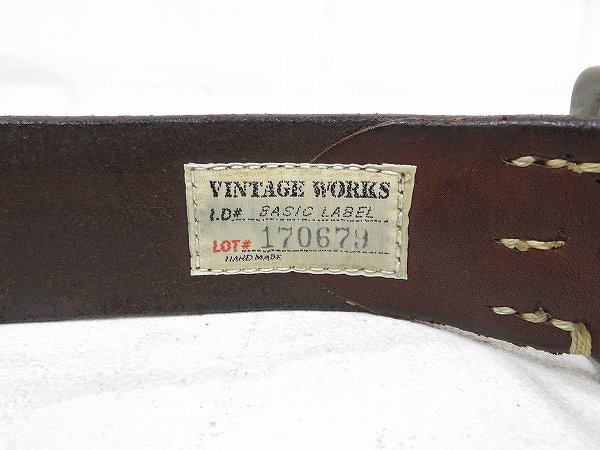 VINTAGE WORKS
I.D# BASIC LABEL
LOT# 170679
HAND MADE